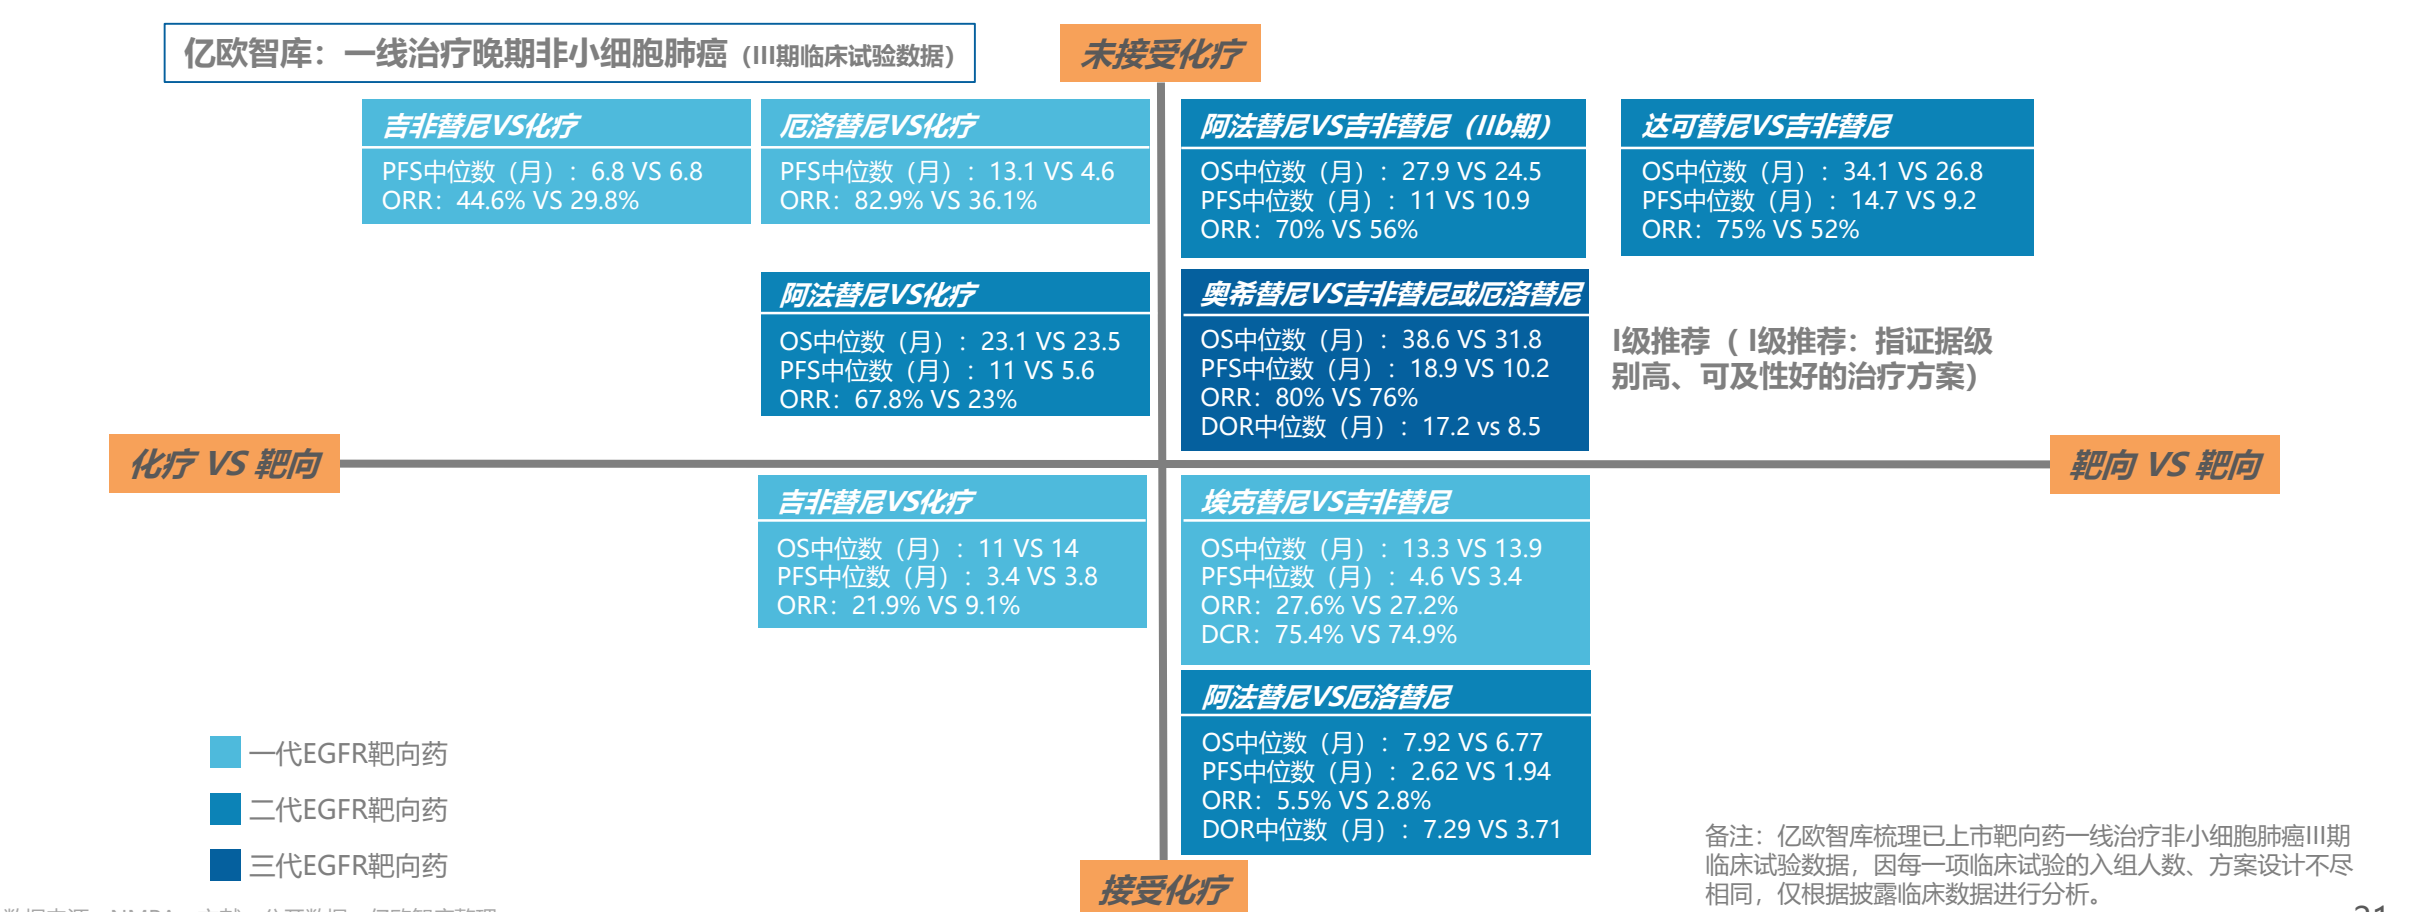 亿欧智库：一线治疗晚期非小细胞肺癌（III期临床试验数据）
未接受化疗
吉非替尼VS化疗
PFS中位数（月）：6.8 VS 6.8
ORR：44.6% VS 29.8%
厄洛替尼VS化疗
PFS中位数（月）：13.1 VS 4.6
ORR：82.9% VS 36.1%
阿法替尼VS吉非替尼（IIb期）
OS中位数（月）：27.9 VS 24.5
PFS中位数（月）：11 VS 10.9
ORR：70% VS 56%
达可替尼VS吉非替尼
OS中位数（月）：34.1 VS 26.8
PFS中位数（月）：14.7 VS 9.2
ORR：75% VS 52%
阿法替尼VS化疗
OS中位数（月）：23.1 VS 23.5
PFS中位数（月）：11 VS 5.6
ORR：67.8% VS 23%
奥希替尼VS吉非替尼或厄洛替尼
OS中位数（月）：38.6 VS 31.8
PFS中位数（月）：18.9 VS 10.2
ORR：80% VS 76%
DOR中位数（月）：17.2 vs 8.5
I级推荐（ I级推荐：指证据级
别高、可及性好的治疗方案）
化疗 VS 靶向
靶向 VS 靶向
吉非替尼VS化疗
OS中位数（月）：11 VS 14
PFS中位数（月）：3.4 VS 3.8
ORR：21.9% VS 9.1%
埃克替尼VS吉非替尼
OS中位数（月）：13.3 VS 13.9
PFS中位数（月）：4.6 VS 3.4
ORR：27.6% VS 27.2%
DCR：75.4% VS 74.9%
阿法替尼VS厄洛替尼
OS中位数（月）：7.92 VS 6.77
PFS中位数（月）：2.62 VS 1.94
ORR：5.5% VS 2.8%
DOR中位数（月）：7.29 VS 3.71
一代EGFR靶向药
二代EGFR靶向药
三代EGFR靶向药
接受化疗
备注：亿欧智库梳理已上市靶向药一线治疗非小细胞肺癌III期
临床试验数据，因每一项临床试验的入组人数、方案设计不尽
相同，仅根据披露临床数据进行分析。